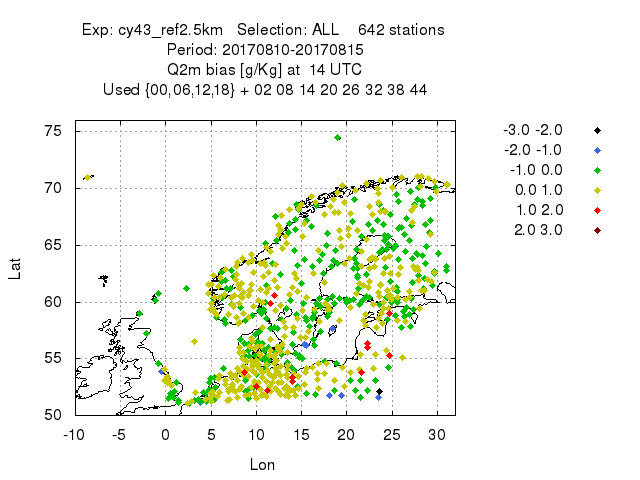 Exp: cy43_ref2.5km Selection: ALL 642 stations
Period: 20170810-20170815
Q2m bias [g/Kg] at 14 UTC
Used {00,06,12,18} + 02 08 14 20 26 32 38 44
75
70
65
60
55
50
Lat
-10 -5 0 5 10 15 20 25 30
Lon
-3.0 -2.0
-2.0 -1.0
-1.0 0.0
0.0 1.0
1.0 2.0
2.0 3.0